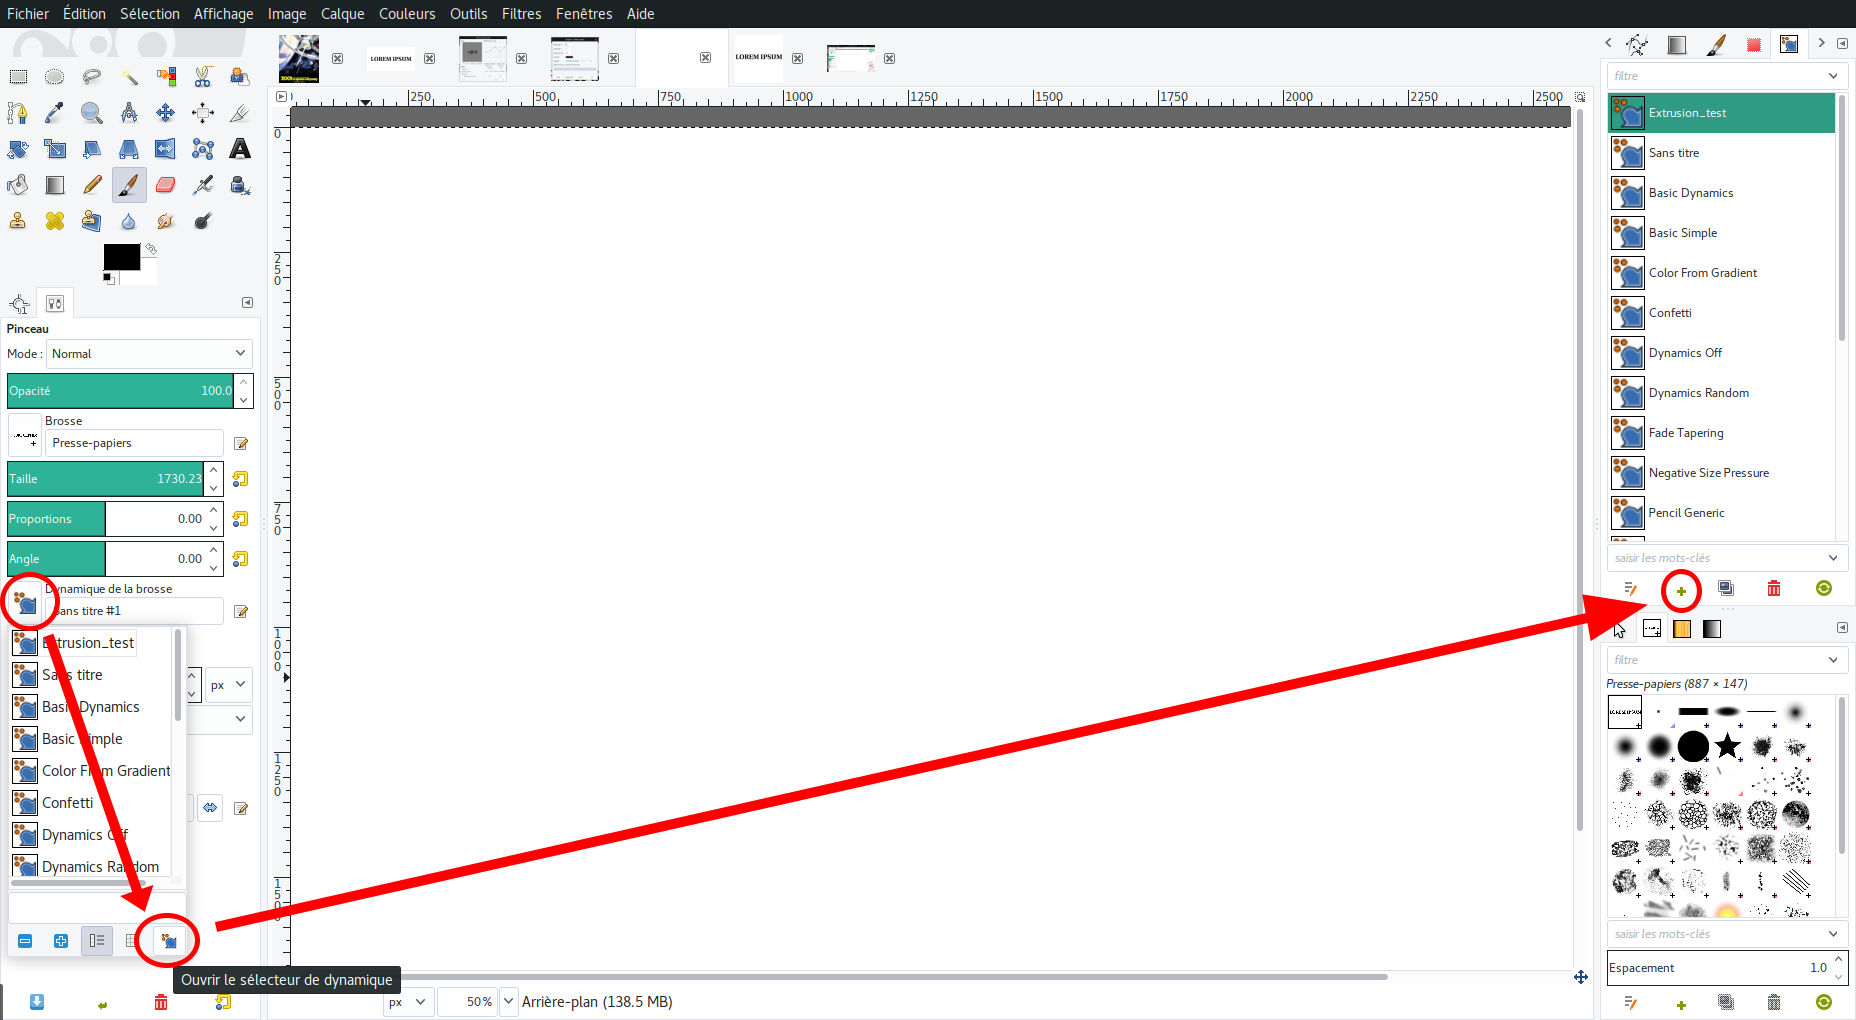 Fichier Édition Sélection Affichage Image Calque Couleurs Outils Filtres Fenêtres Aide
LOREM IPSUM
LOREM IPSUM
250 500 750 1000 1250 1500 1750 2000 2250 2500
0
250
500
750
1000
1250
Pinceau
Mode : Normal
Opacité 100.0
Brosse
Presse-papiers
Taille 1730.23
Proportions 0.00
Angle 0.00
Dynamique de la brosse
Sans titre #1
Extrusion_test
Sans titre
px
Basic Dynamics
Basic Simple
Color From Gradient
Confetti
Dynamics Off
Dynamics Random
Ouvrir le sélecteur de dynamique
px 50 % Arrière-plan (138.5 MB)
filtre
Extrusion_test
Sans titre
Basic Dynamics
Basic Simple
Color From Gradient
Confetti
Dynamics Off
Dynamics Random
Fade Tapering
Negative Size Pressure
Pencil Generic
saisir les mots-clés
filtre
Presse-papiers (887 × 147)
saisir les mots-clés
Espacement 1.0